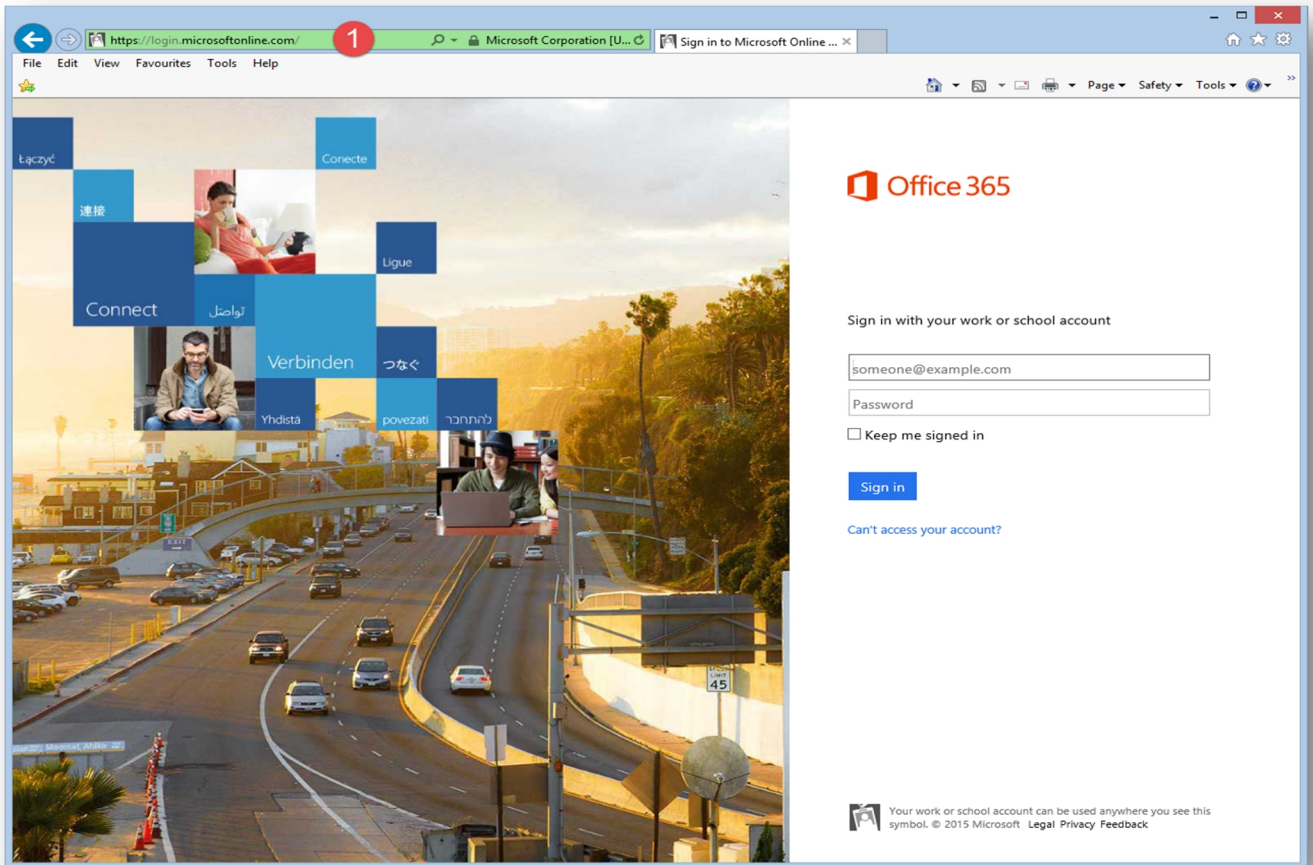 https://login.microsoftonline.com/
1
Microsoft Corporation [U...
Sign in to Microsoft Online ...
File Edit View Favourites Tools Help
Page Safety Tools
Łączyć
Conecte
連接
Ligue
Connect
تواصل
Verbinden
つなぐ
Yhdistä
povezati
להתחבר
EXIT
LIMIT
45
Office 365
Sign in with your work or school account
someone@example.com
Password
Keep me signed in
Sign in
Can't access your account?
Your work or school account can be used anywhere you see this
symbol. © 2015 Microsoft Legal Privacy Feedback